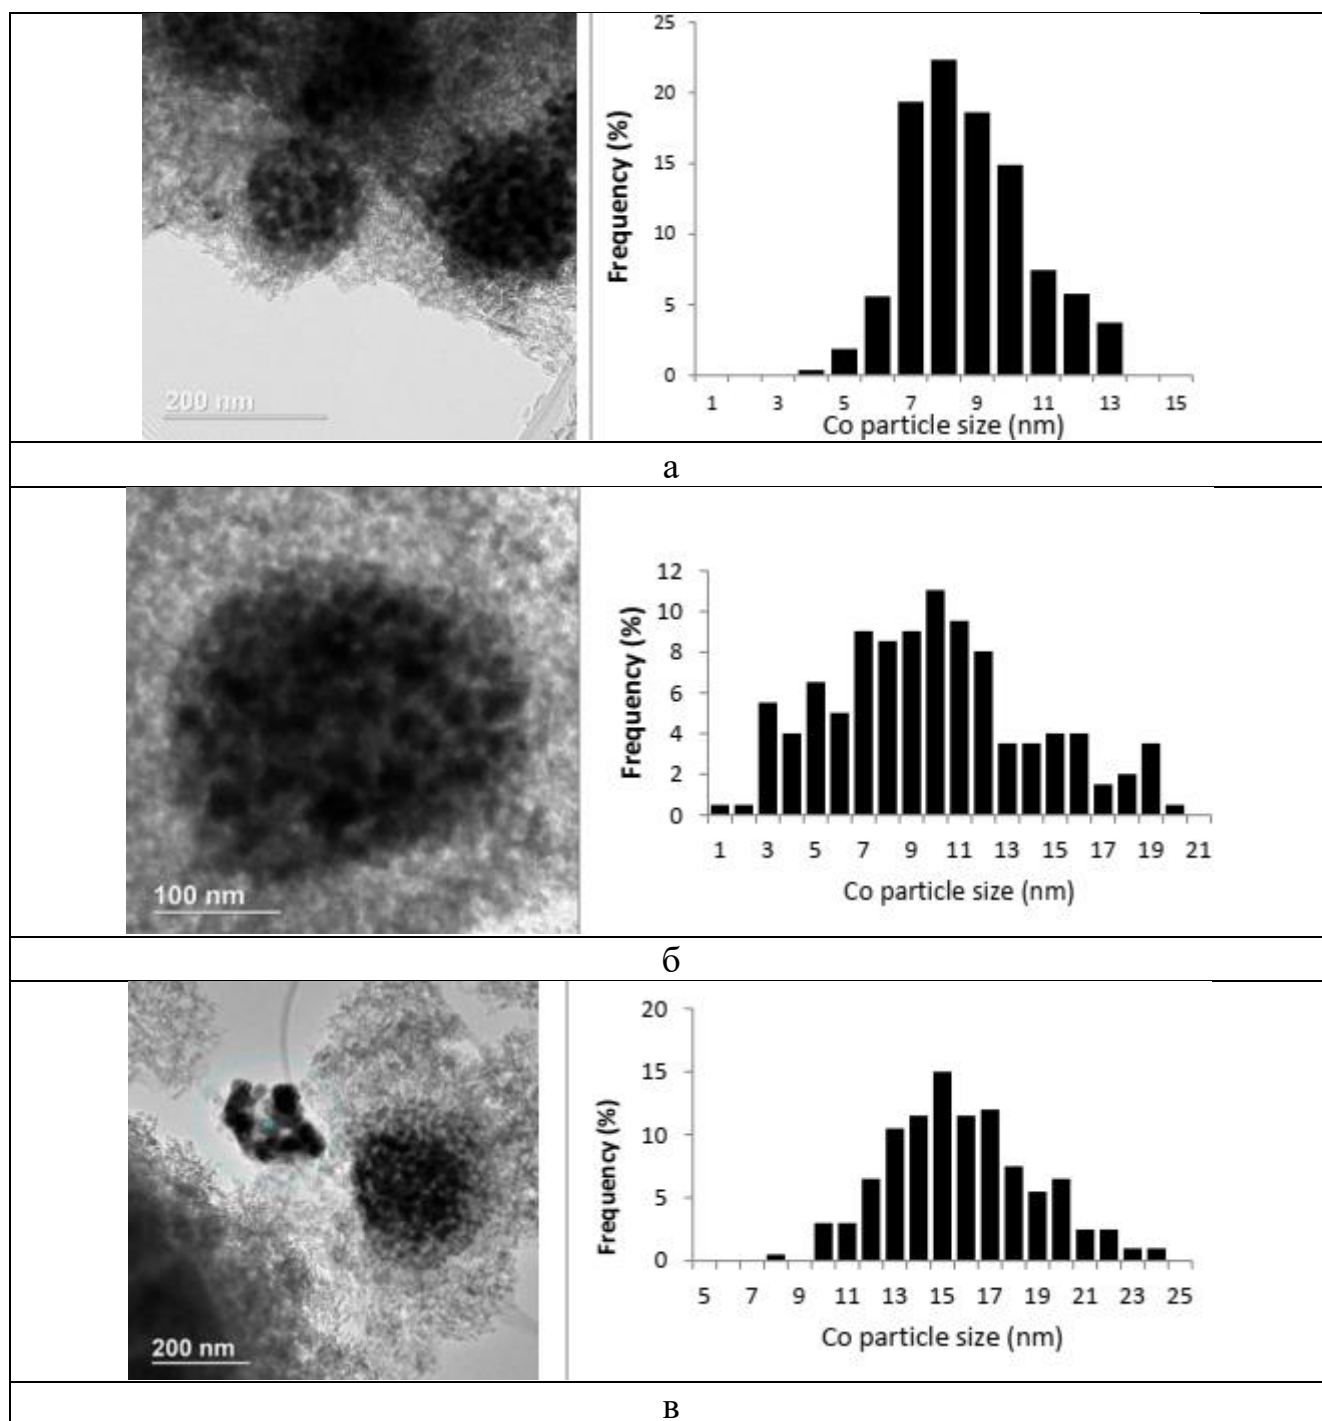 25
20
15
10
5
0
Frequency (%)
1 3 5 7 9 11 13 15
Co particle size (nm)
200 nm
а
12
10
8
6
4
2
0
Frequency (%)
1 3 5 7 9 11 13 15 17 19 21
Co particle size (nm)
100 nm
б
20
15
10
5
0
Frequency (%)
5 7 9 11 13 15 17 19 21 23 25
Co particle size (nm)
200 nm
в